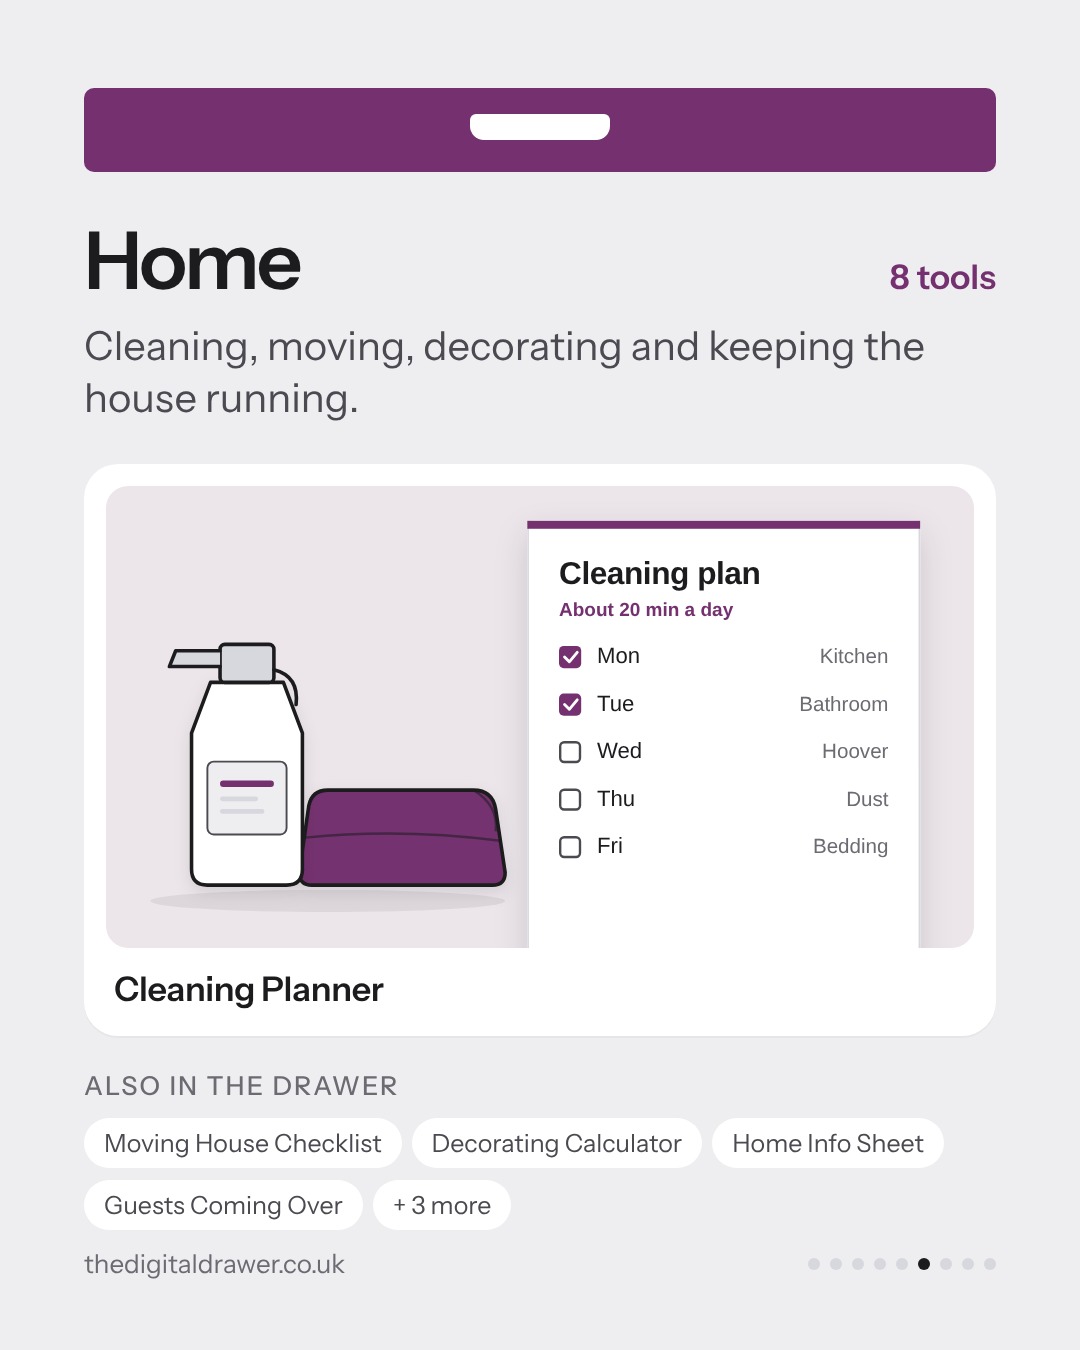 Home
8 tools
Cleaning, moving, decorating and keeping the
house running.
Cleaning plan
About 20 min a day
Mon Kitchen
Tue Bathroom
Wed Hoover
Thu Dust
Fri Bedding
Cleaning Planner
ALSO IN THE DRAWER
Moving House Checklist Decorating Calculator Home Info Sheet
Guests Coming Over + 3 more
thedigitaldrawer.co.uk